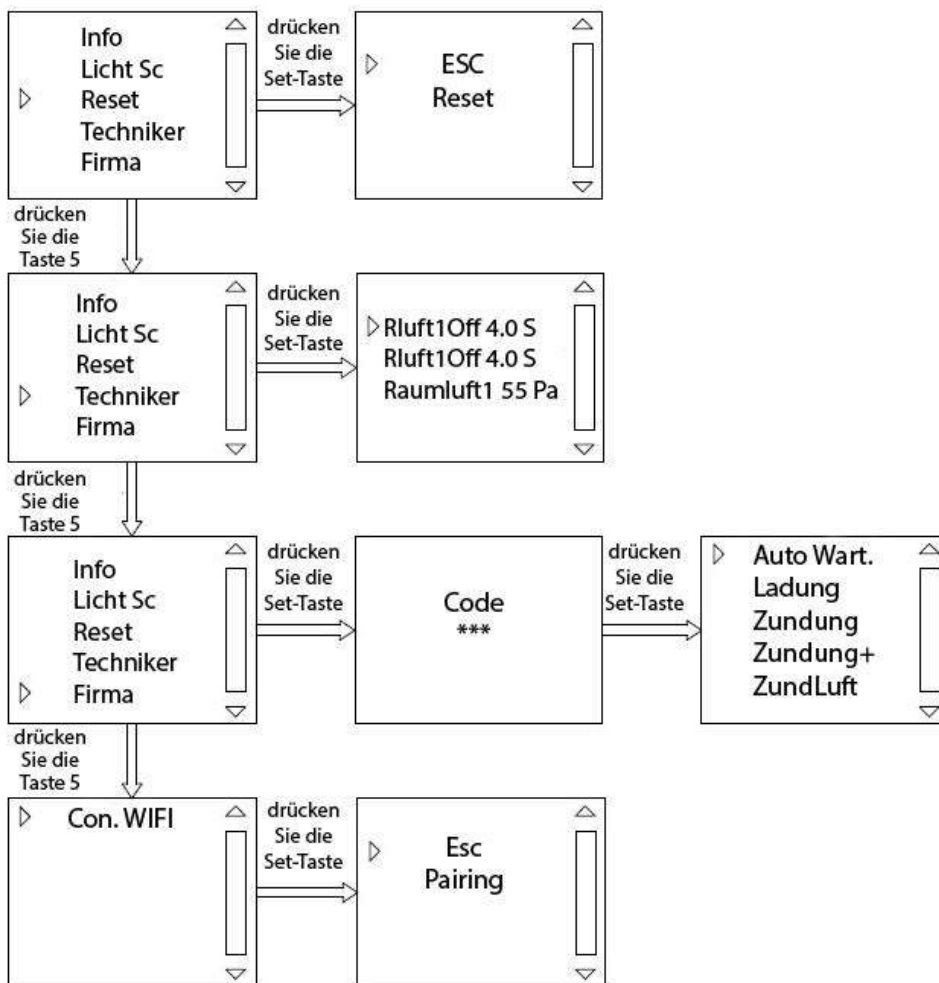 Info
Licht Sc
Reset
Techniker
Firma
drücken
Sie die
Set-Taste
ESC
Reset
drücken
Sie die
Taste 5
Info
Licht Sc
Reset
Techniker
Firma
drücken
Sie die
Set-Taste
Rluft1Off 4.0 S
Rluft1Off 4.0 S
Raumluft1 55 Pa
drücken
Sie die
Taste 5
Info
Licht Sc
Reset
Techniker
Firma
drücken
Sie die
Set-Taste
Code
***
drücken
Sie die
Set-Taste
Auto Wart.
Ladung
Zundung
Zundung+
ZundLuft
drücken
Sie die
Taste 5
Con. WIFI
drücken
Sie die
Set-Taste
Esc
Pairing